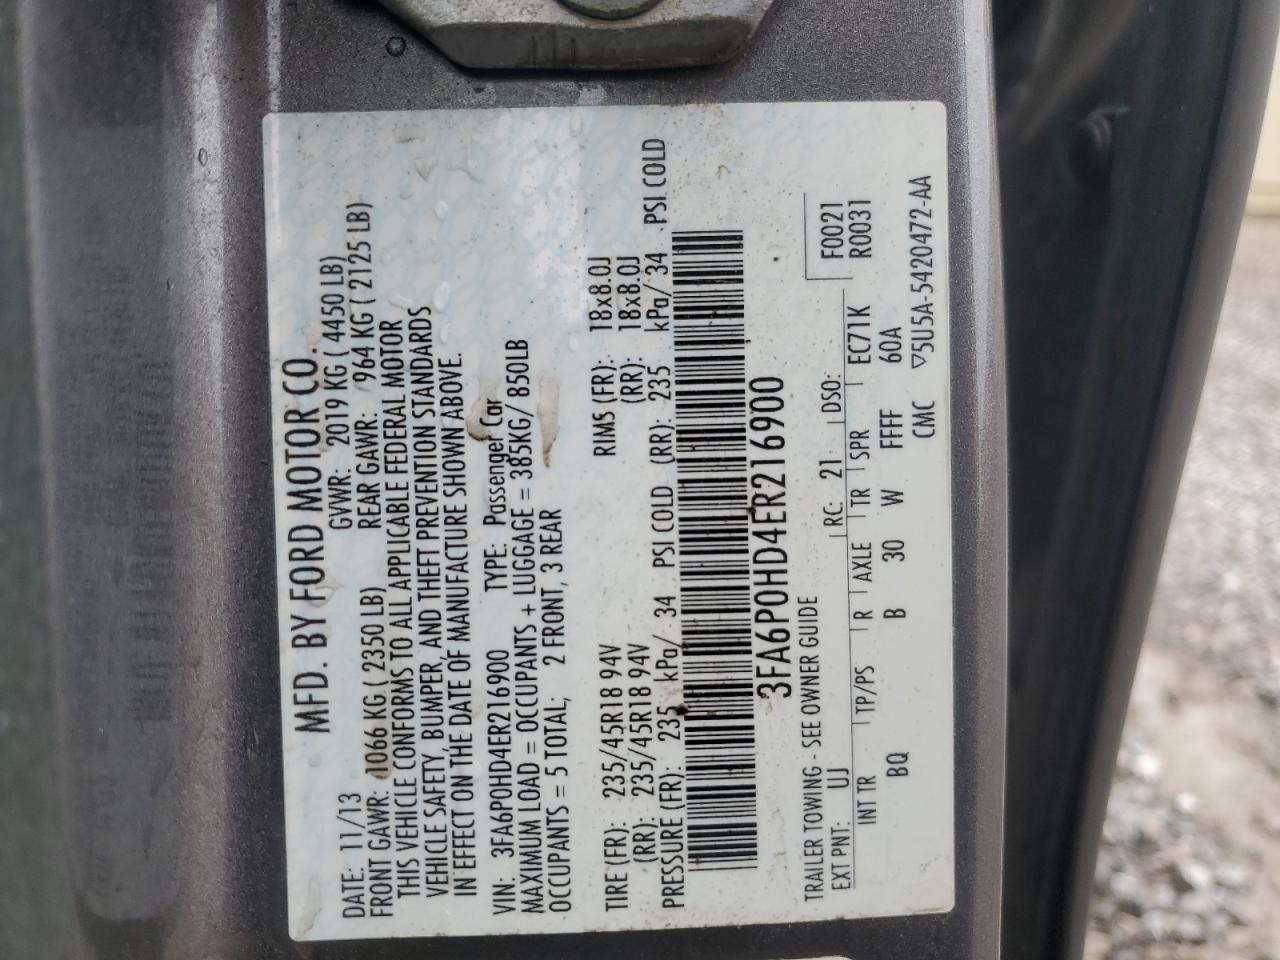 MFD. BY FORD MOTOR CO.
DATE: 11/13 GVWR: 2019 KG ( 4450 LB)
FRONT GAWR: 1066 KG ( 2350 LB) REAR GAWR: 964 KG ( 2125 LB)
THIS VEHICLE CONFORMS TO ALL APPLICABLE FEDERAL MOTOR
VEHICLE SAFETY, BUMPER, AND THEFT PREVENTION STANDARDS
IN EFFECT ON THE DATE OF MANUFACTURE SHOWN ABOVE.
VIN: 3FA6P0HD4ER216900 TYPE: Passenger Car
MAXIMUM LOAD = OCCUPANTS + LUGGAGE = 385KG/ 850LB
OCCUPANTS = 5 TOTAL; 2 FRONT, 3 REAR
TIRE (FR): 235/45R18 94V RIMS (FR): 18x8.0J
(RR): 235/45R18 94V (RR): 18x8.0J
PRESSURE (FR): 235 kPa/ 34 PSI COLD (RR): 235 kPa/ 34 PSI COLD
3FA6P0HD4ER216900
TRAILER TOWING - SEE OWNER GUIDE F0021
EXT PNT: UJ RC: 21 DSO: R0031
INT TR TP/PS R AXLE TR SPR EC71K
BQ B 30 W FFFF 60A
CMC ▽5U5A-5420472-AA